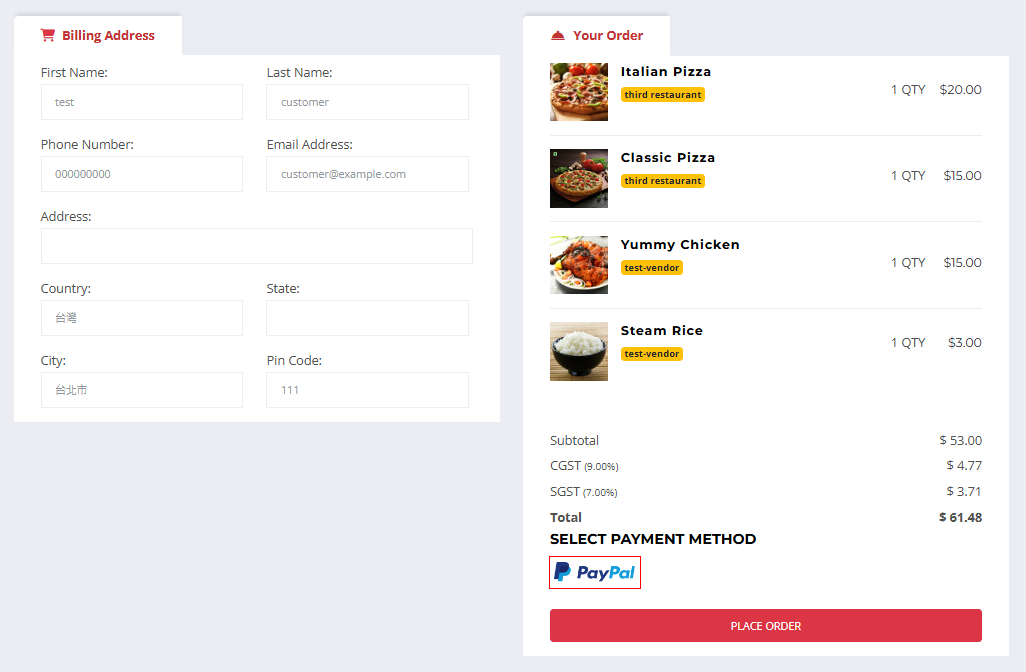 Billing Address
First Name:
Last Name:
test
customer
Phone Number:
Email Address:
000000000
customer@example.com
Address:
Country:
State:
台灣
City:
Pin Code:
台北市
111
Your Order
Italian Pizza
third restaurant
1 QTY $20.00
Classic Pizza
third restaurant
1 QTY $15.00
Yummy Chicken
test-vendor
1 QTY $15.00
Steam Rice
test-vendor
1 QTY $3.00
Subtotal $ 53.00
CGST (9.00%) $ 4.77
SGST (7.00%) $ 3.71
Total $ 61.48
SELECT PAYMENT METHOD
PayPal
PLACE ORDER